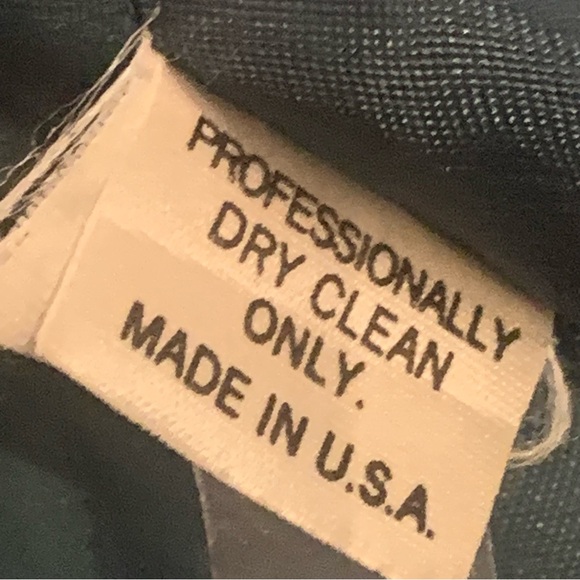 PROFESSIONALLY
DRY CLEAN
ONLY.
MADE IN U.S.A.